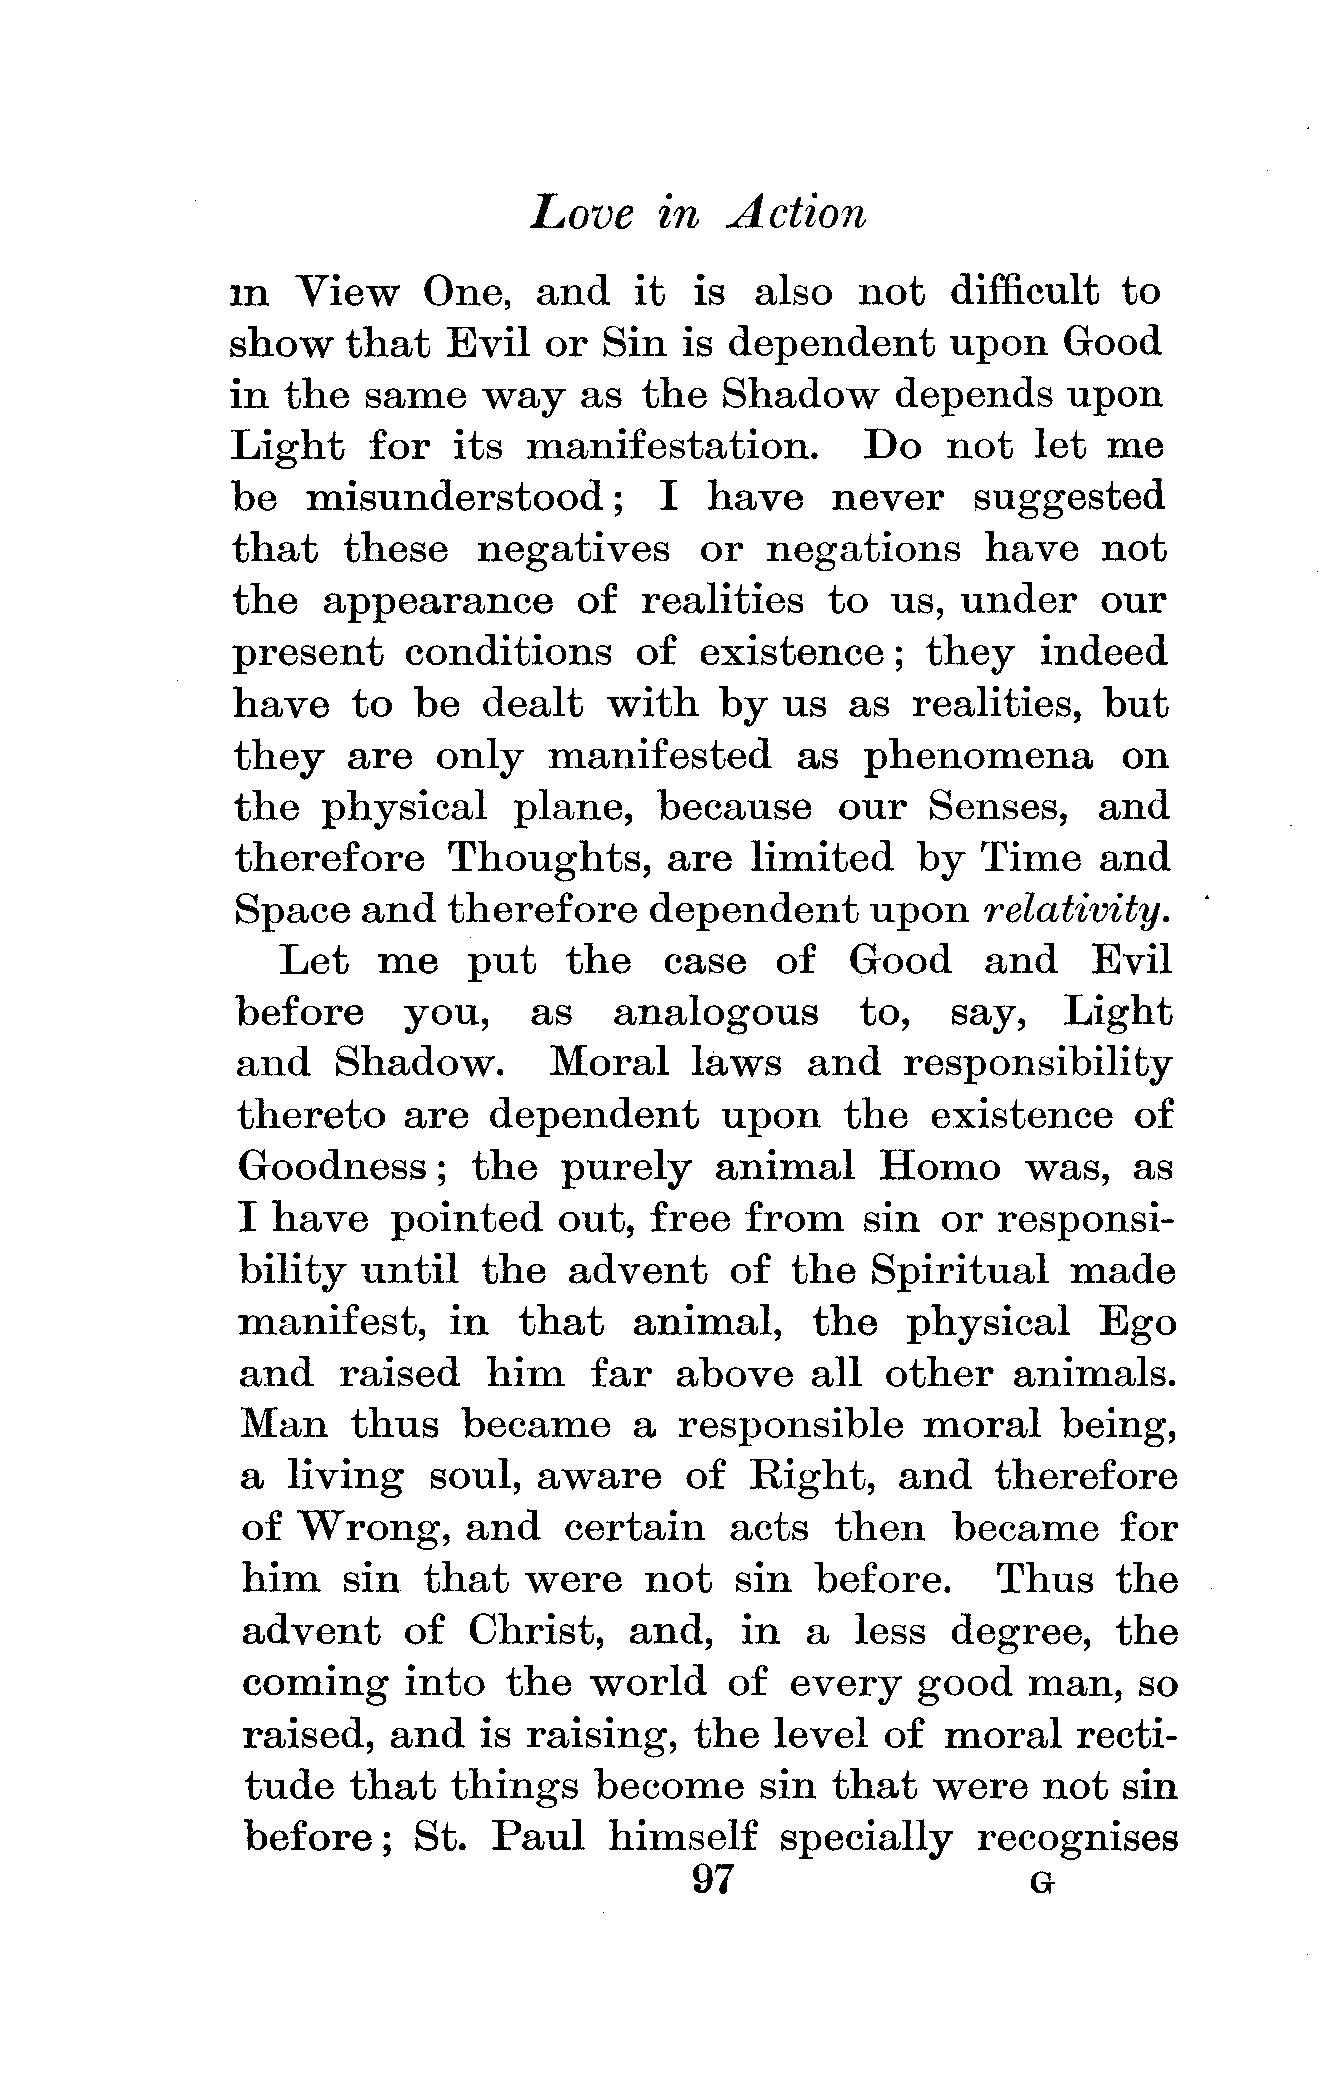 Love in Action
in View One, and it is also not difficult to
show that Evil or Sin is dependent upon Good
in the same way as the Shadow depends upon
Light for its manifestation. Do not let me
be misunderstood; I have never suggested
that these negatives or negations have not
the appearance of realities to us, under our
present conditions of existence; they indeed
have to be dealt with by us as realities, but
they are only manifested as phenomena on
the physical plane, because our Senses, and
therefore Thoughts, are limited by Time and
Space and therefore dependent upon relativity.
Let me put the case of Good and Evil
before you, as analogous to, say, Light
and Shadow. Moral laws and responsibility
thereto are dependent upon the existence of
Goodness; the purely animal Homo was, as
I have pointed out, free from sin or responsi-
bility until the advent of the Spiritual made
manifest, in that animal, the physical Ego
and raised him far above all other animals.
Man thus became a responsible moral being,
a living soul, aware of Right, and therefore
of Wrong, and certain acts then became for
him sin that were not sin before. Thus the
advent of Christ, and, in a less degree, the
coming into the world of every good man, so
raised, and is raising, the level of moral recti-
tude that things become sin that were not sin
before; St. Paul himself specially recognises
97 G